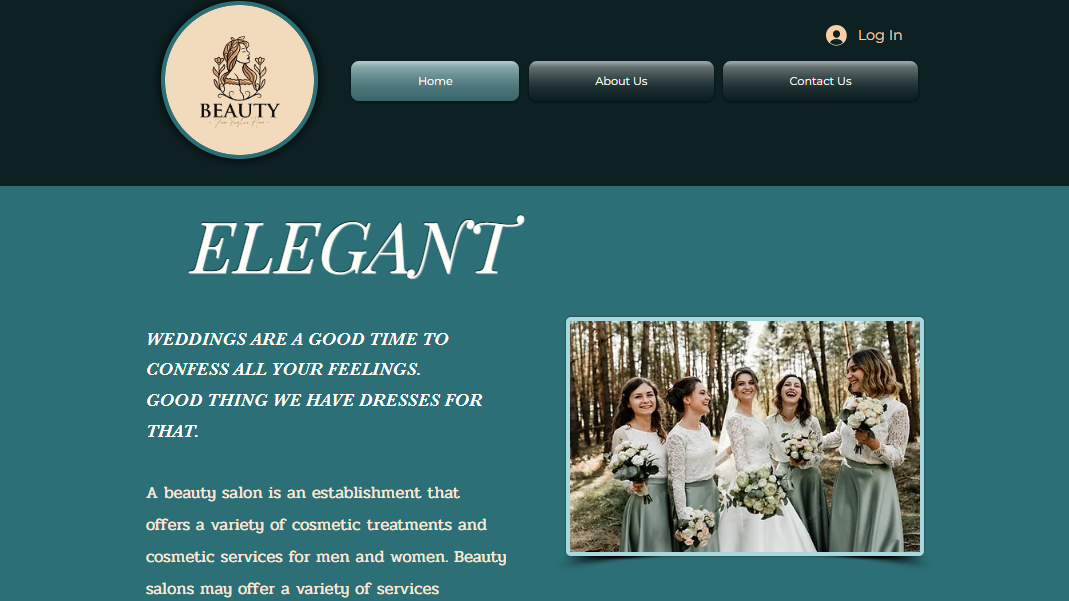 Log In
BEAUTY
Home
About Us
Contact Us
ELEGANT
WEDDINGS ARE A GOOD TIME TO
CONFESS ALL YOUR FEELINGS.
GOOD THING WE HAVE DRESSES FOR
THAT.
A beauty salon is an establishment that
offers a variety of cosmetic treatments and
cosmetic services for men and women. Beauty
salons may offer a variety of services